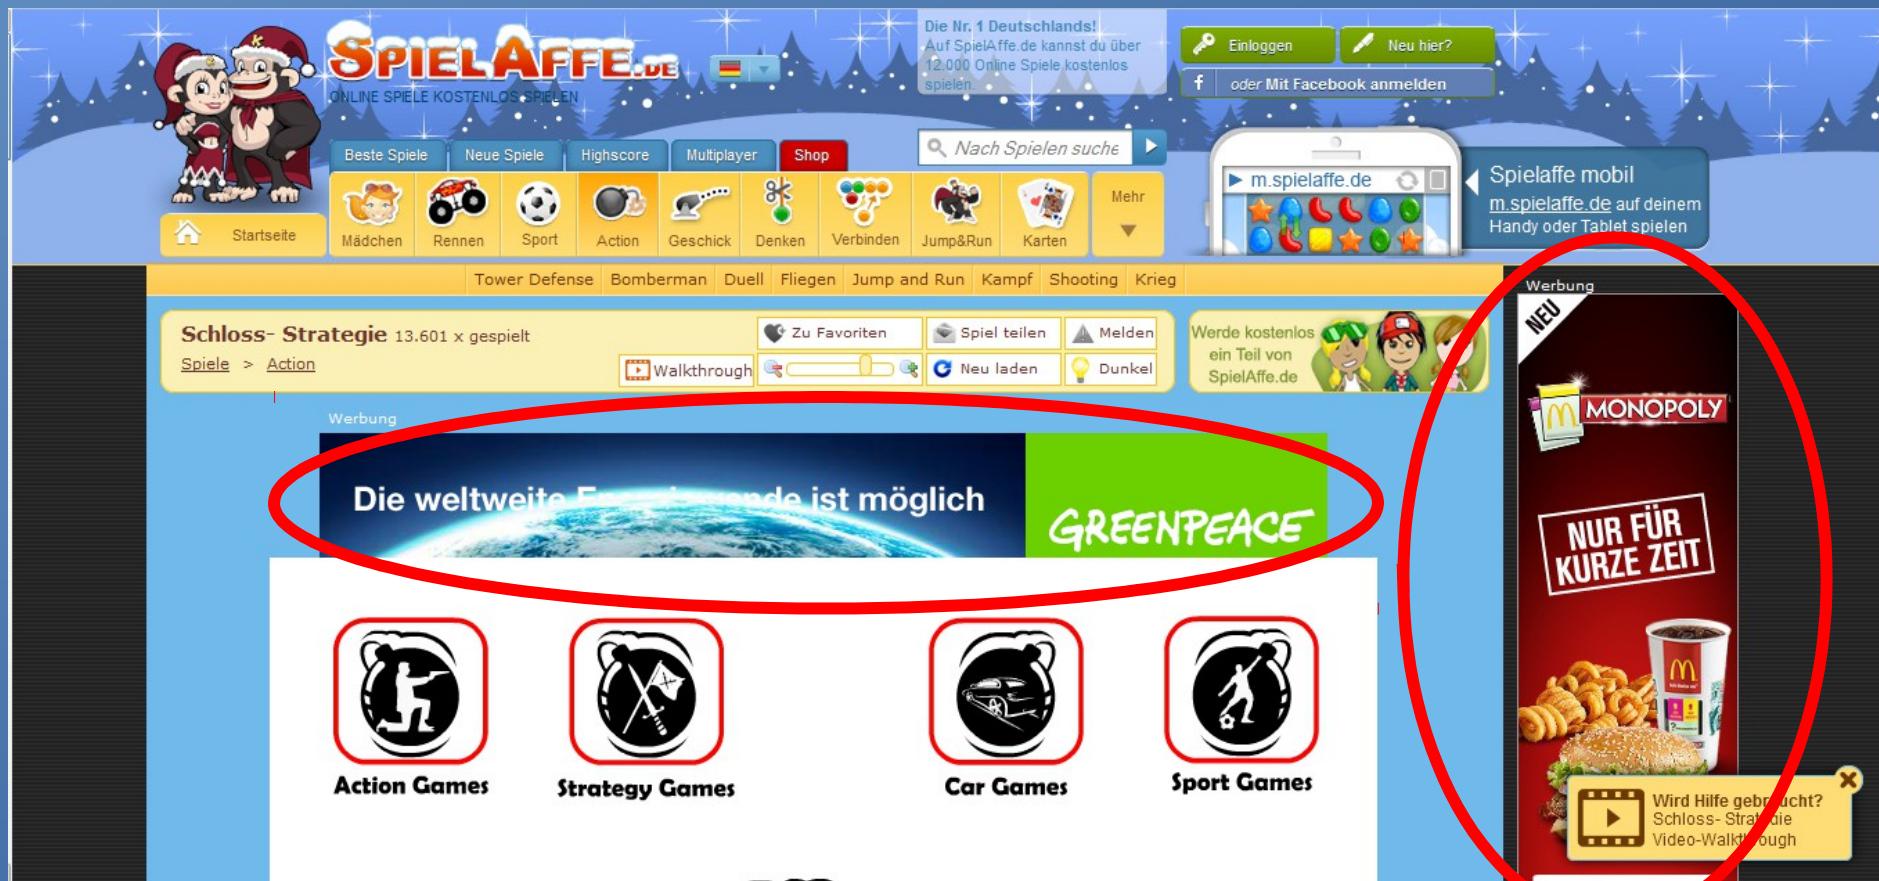 SPIELAFFE.DE
ONLINE SPIELE KOSTENLOS SPIELEN
Die Nr. 1 Deutschlands!
Auf SpielAffe.de kannst du über
12.000 Online Spiele kostenlos
spielen.
Einloggen
Neu hier?
f oder Mit Facebook anmelden
Beste Spiele Neue Spiele Highscore Multiplayer Shop
Nach Spielen suche
m.spielaffe.de
Spielaffe mobil
m.spielaffe.de auf deinem
Handy oder Tablet spielen
Startseite Mädchen Rennen Sport Action Geschick Denken Verbinden Jump&Run Karten Mehr
Tower Defense Bomberman Duell Fliegen Jump and Run Kampf Shooting Krieg
Schloss- Strategie 13.601 x gespielt
Spiele > Action
Zu Favoriten Spiel teilen Melden
Walkthrough Neu laden Dunkel
Werde kostenlos
ein Teil von
SpielAffe.de
Werbung
Die weltweite Energiewende ist möglich
GREENPEACE
Action Games
Strategy Games
Car Games
Sport Games
Werbung
NEU
MONOPOLY
NUR FÜR
KURZE ZEIT
Wird Hilfe gebraucht?
Schloss- Strategie
Video-Walkthrough